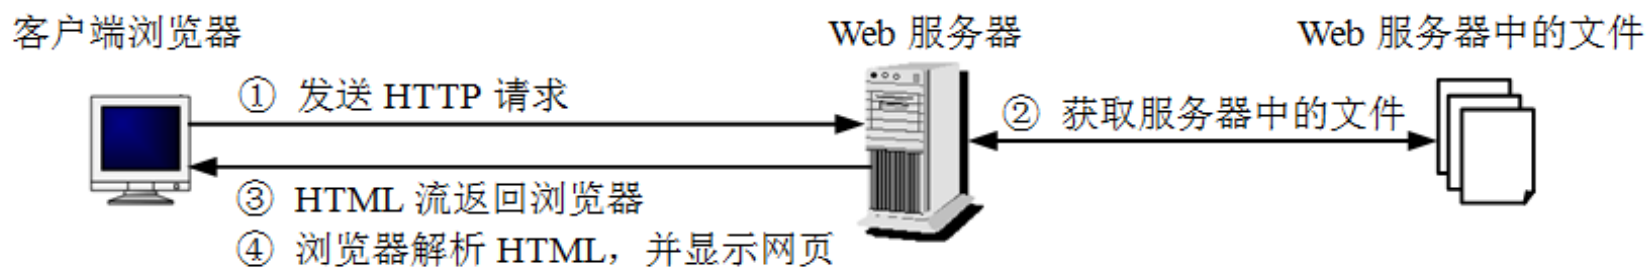 客户端浏览器
Web 服务器
Web 服务器中的文件
① 发送 HTTP 请求
② 获取服务器中的文件
③ HTML 流返回浏览器
④ 浏览器解析 HTML，并显示网页